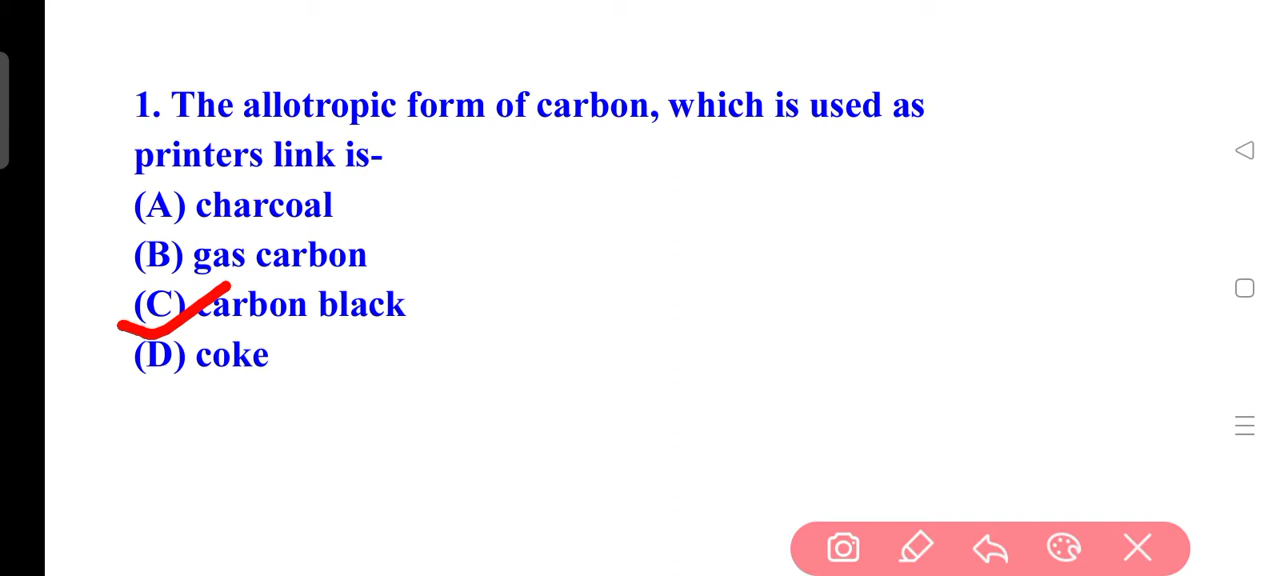 1. The allotropic form of carbon, which is used as
printers link is-
(A) charcoal
(B) gas carbon
(C) carbon black
(D) coke